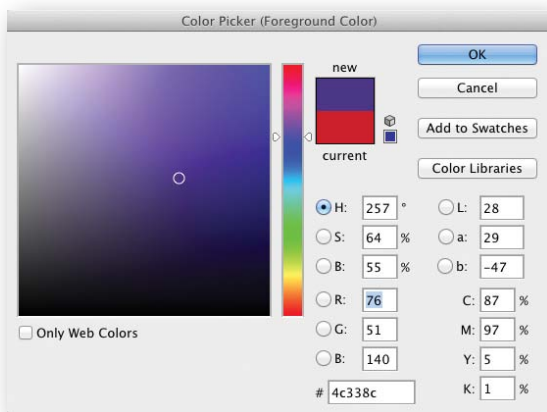 Color Picker (Foreground Color)
new
current
OK
Cancel
Add to Swatches
Color Libraries
H: 257 ° L: 28
S: 64 % a: 29
B: 55 % b: -47
R: 76 C: 87 %
G: 51 M: 97 %
B: 140 Y: 5 %
# 4c338c K: 1 %
Only Web Colors